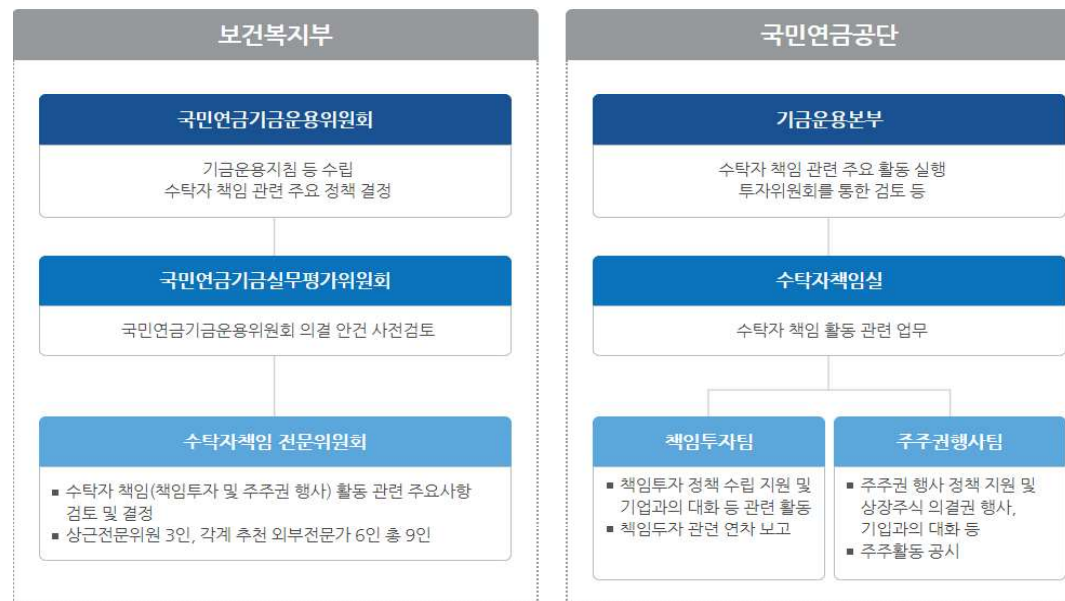 보건복지부
국민연금기금운용위원회
기금운용지침 등 수립
수탁자 책임 관련 주요 정책 결정
국민연금기금실무평가위원회
국민연금기금운용위원회 의결 안건 사전검토
수탁자책임 전문위원회
▪ 수탁자 책임(책임투자 및 주주권 행사) 활동 관련 주요사항
검토 및 결정
▪ 상근전문위원 3인, 각계 추천 외부전문가 6인 총 9인
국민연금공단
기금운용본부
수탁자 책임 관련 주요 활동 실행
투자위원회를 통한 검토 등
수탁자책임실
수탁자 책임 활동 관련 업무
책임투자팀
▪ 책임투자 정책 수립 지원 및
기업과의 대화 등 관련 활동
▪ 책임투자 관련 연차 보고
주주권행사팀
▪ 주주권 행사 정책 지원 및
상장주식 의결권 행사,
기업과의 대화 등
▪ 주주활동 공시